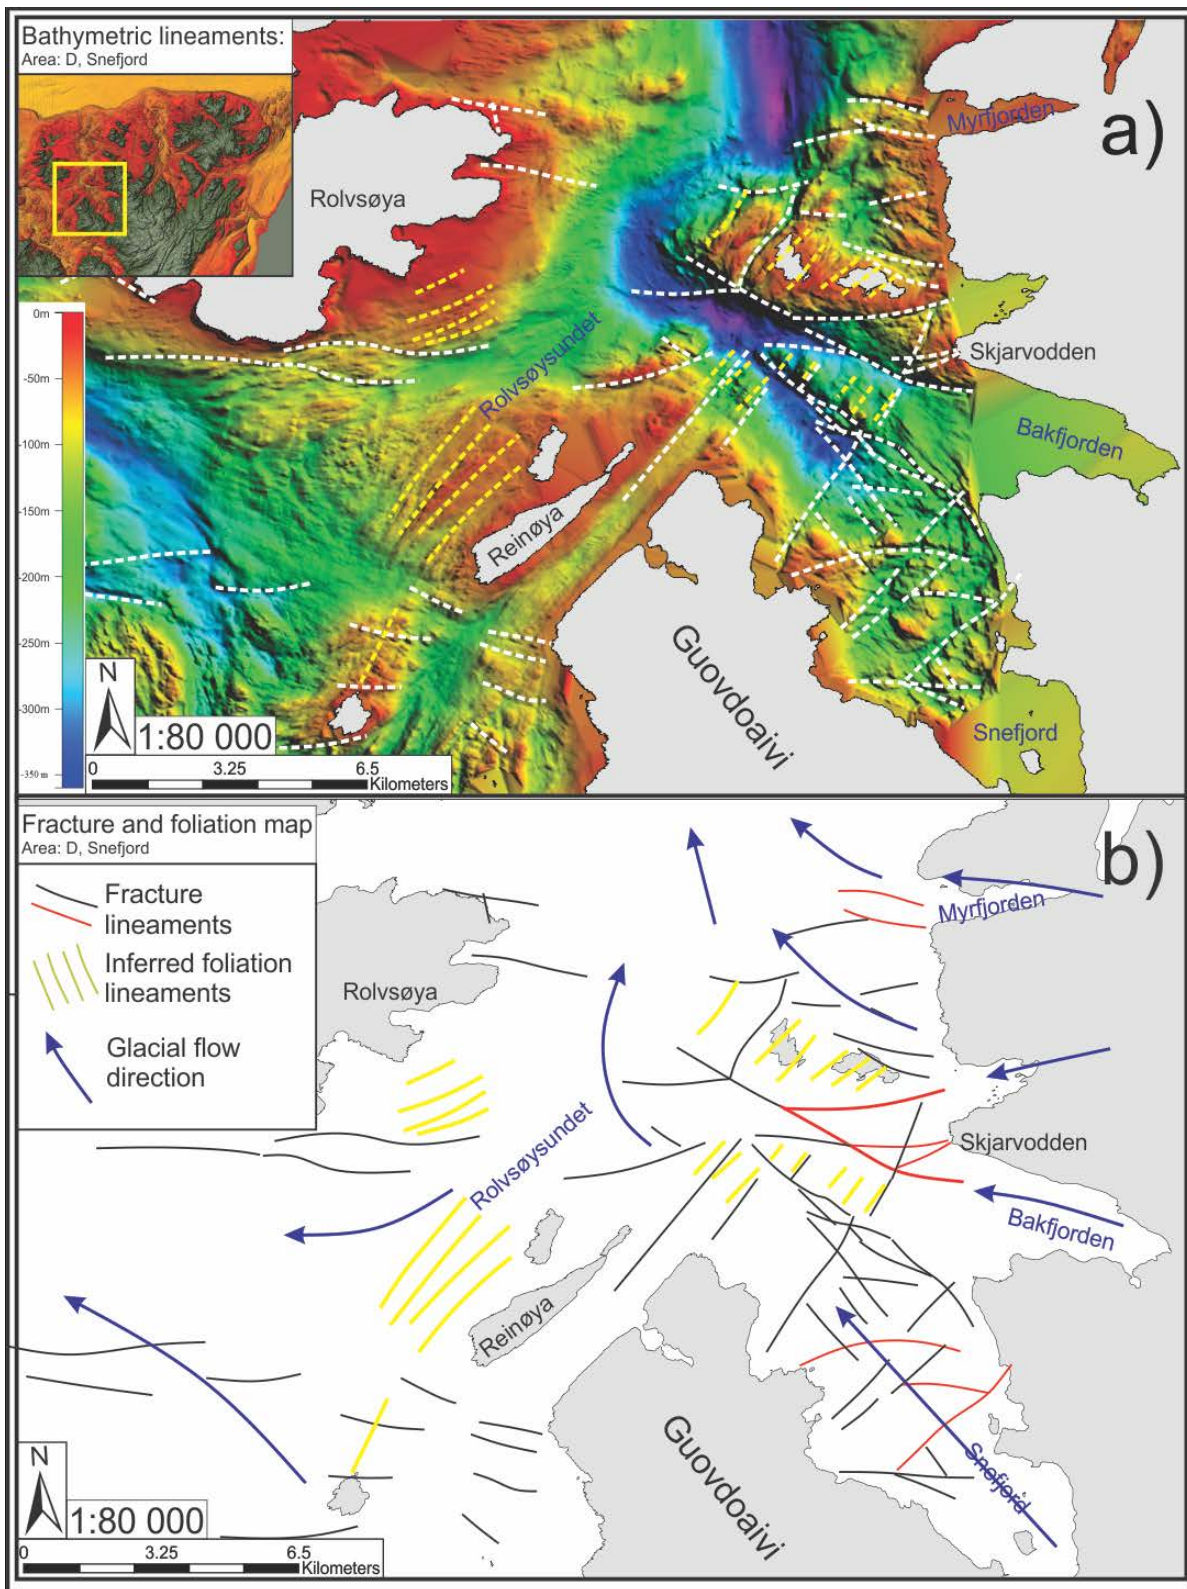 Bathymetric lineaments:
Area: D, Snefjord
a)
Myrfjorden
Rolvsøya
0m
-50m
-100m
-150m
-200m
-250m
-300m
-350 m
Rolvsøysundet
Skjarvodden
Bakfjorden
Reinøya
Guovdoaivi
Snefjord
N
1:80 000
0 3.25 6.5
Kilometers
Fracture and foliation map
Area: D, Snefjord
Fracture
lineaments
Inferred foliation
lineaments
Glacial flow
direction
b)
Myrfjorden
Rolvsøya
Rolvsøysundet
Skjarvodden
Bakfjorden
Reinøya
Guovdoaivi
Snefjord
N
1:80 000
0 3.25 6.5
Kilometers